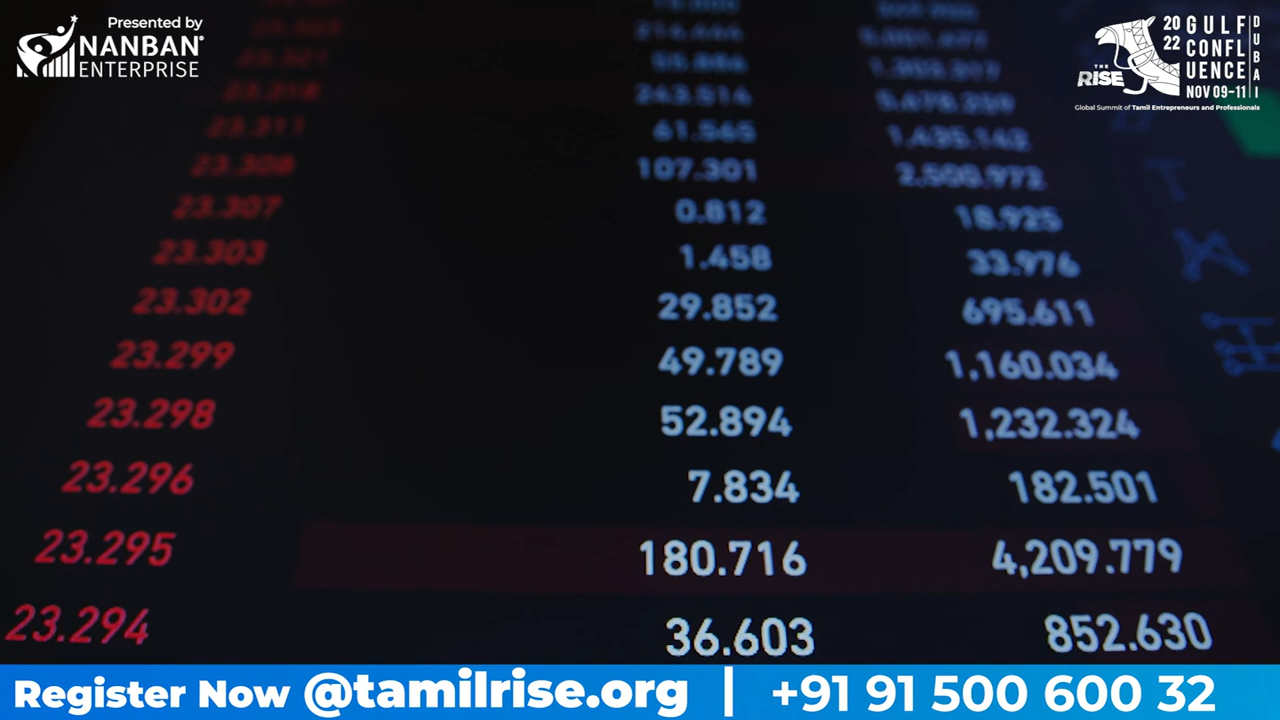 Presented by
NANBAN
ENTERPRISE
THE
RISE
20
22
GULF
CONFL
UENCE
NOV 09-11
DUBAI
Global Summit of Tamil Entrepreneurs and Professionals
243.514 5,678.259
23.311 61.565 1,435.142
23.308 107.301 2,500.972
23.307 0.812 18.925
23.303 1.458 33.976
23.302 29.852 695.611
23.299 49.789 1,160.034
23.298 52.894 1,232.324
23.296 7.834 182.501
23.295 180.716 4,209.779
23.294 36.603 852.630
Register Now @tamilrise.org | +91 91 500 600 32